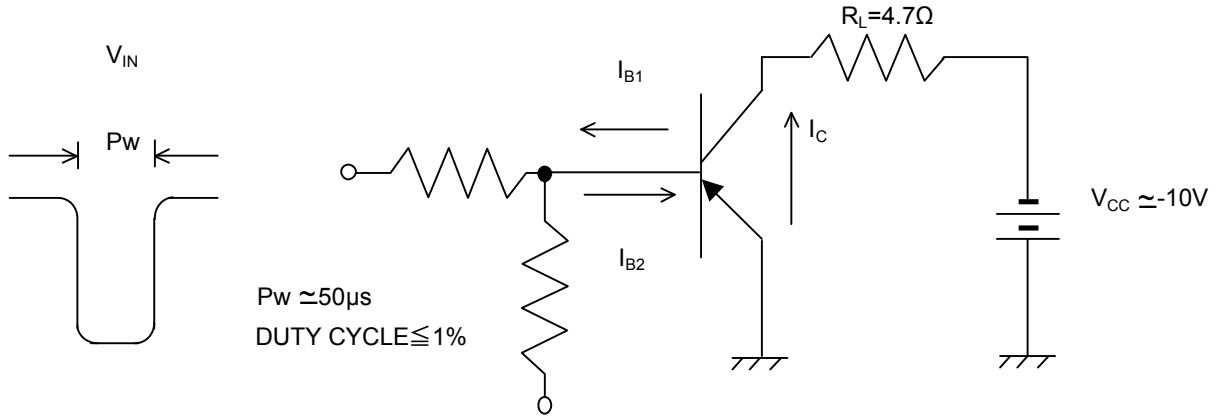 R_L=4.7Ω
V_IN
I_B1
Pw
I_C
V_CC ≃-10V
I_B2
Pw ≃50µs
DUTY CYCLE≦1%